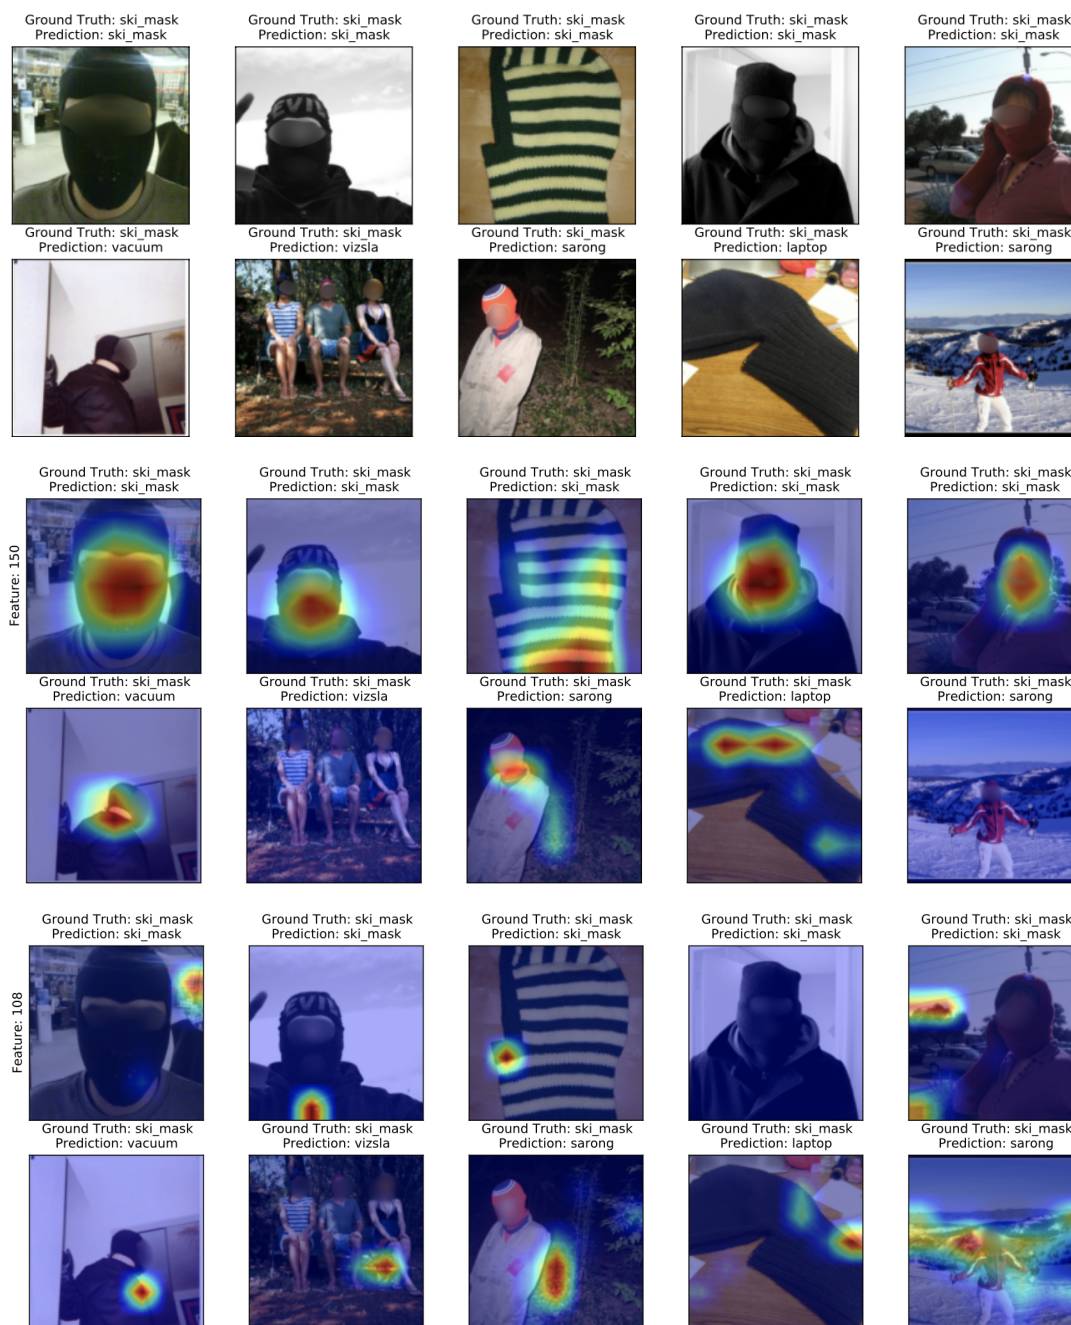 Ground Truth: ski_mask
Prediction: ski_mask
Ground Truth: ski_mask
Prediction: ski_mask
Ground Truth: ski_mask
Prediction: ski_mask
Ground Truth: ski_mask
Prediction: ski_mask
Ground Truth: ski_mask
Prediction: ski_mask
Ground Truth: ski_mask
Prediction: vacuum
Ground Truth: ski_mask
Prediction: vizsla
Ground Truth: ski_mask
Prediction: sarong
Ground Truth: ski_mask
Prediction: laptop
Ground Truth: ski_mask
Prediction: sarong
Feature: 150
Ground Truth: ski_mask
Prediction: ski_mask
Ground Truth: ski_mask
Prediction: ski_mask
Ground Truth: ski_mask
Prediction: ski_mask
Ground Truth: ski_mask
Prediction: ski_mask
Ground Truth: ski_mask
Prediction: ski_mask
Ground Truth: ski_mask
Prediction: vacuum
Ground Truth: ski_mask
Prediction: vizsla
Ground Truth: ski_mask
Prediction: sarong
Ground Truth: ski_mask
Prediction: laptop
Ground Truth: ski_mask
Prediction: sarong
Feature: 108
Ground Truth: ski_mask
Prediction: ski_mask
Ground Truth: ski_mask
Prediction: ski_mask
Ground Truth: ski_mask
Prediction: ski_mask
Ground Truth: ski_mask
Prediction: ski_mask
Ground Truth: ski_mask
Prediction: ski_mask
Ground Truth: ski_mask
Prediction: vacuum
Ground Truth: ski_mask
Prediction: vizsla
Ground Truth: ski_mask
Prediction: sarong
Ground Truth: ski_mask
Prediction: laptop
Ground Truth: ski_mask
Prediction: sarong